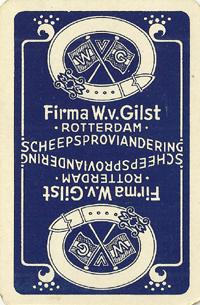 W V G
Firma W.v.Gilst
· ROTTERDAM ·
SCHEEPSPROVIANDERING
SCHEEPSPROVIANDERING
· ROTTERDAM ·
Firma W.v.Gilst
W V G